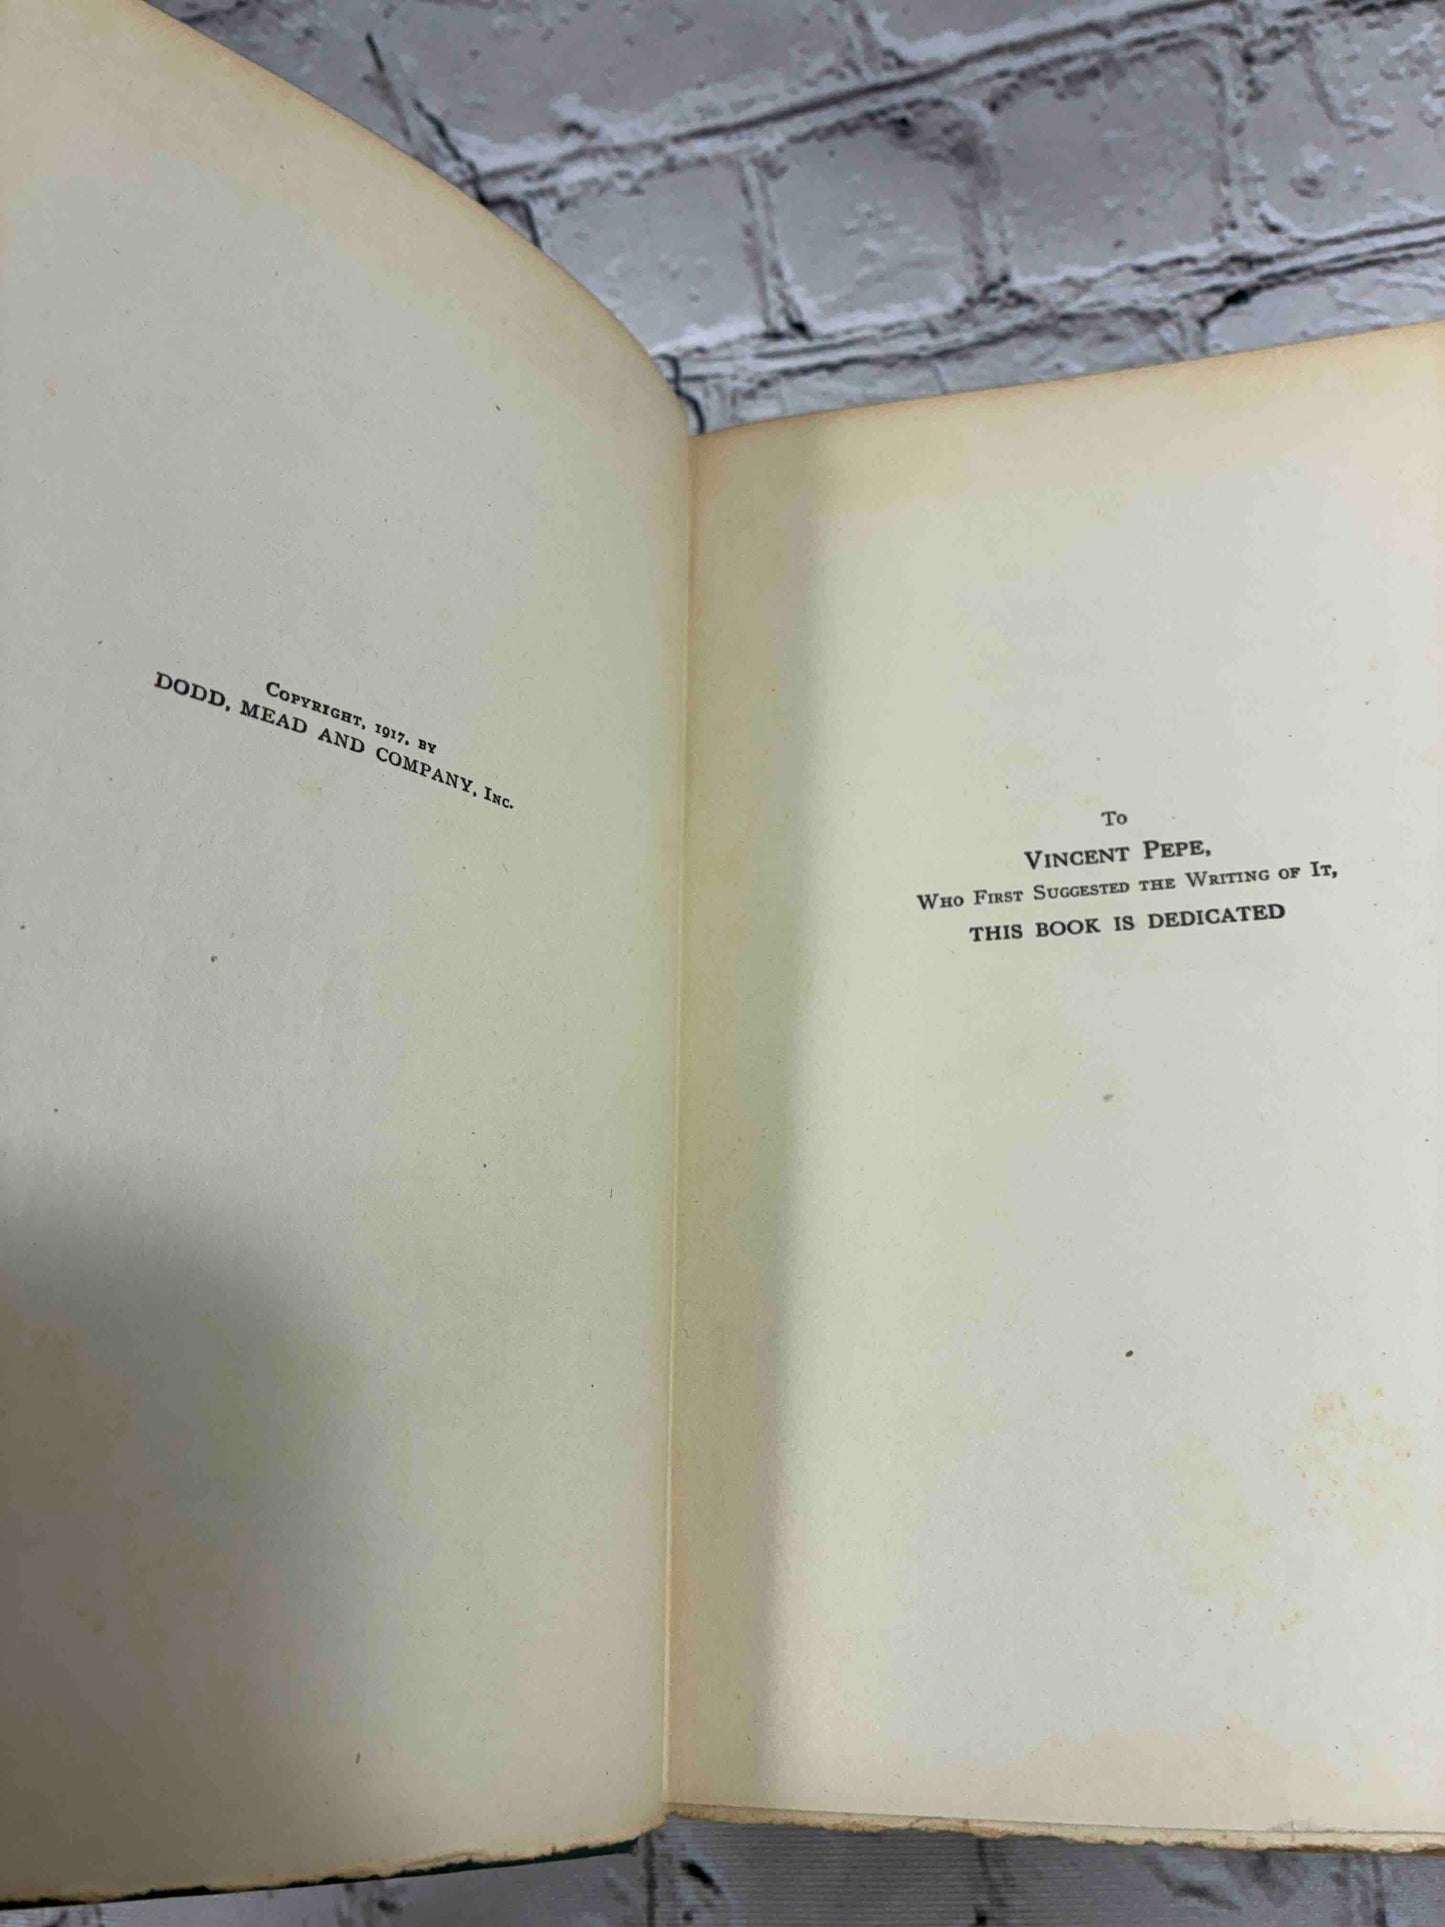 Copyright, 1917, by
DODD, MEAD AND COMPANY, Inc.
To
Vincent Pepe,
Who First Suggested the Writing of It,
THIS BOOK IS DEDICATED